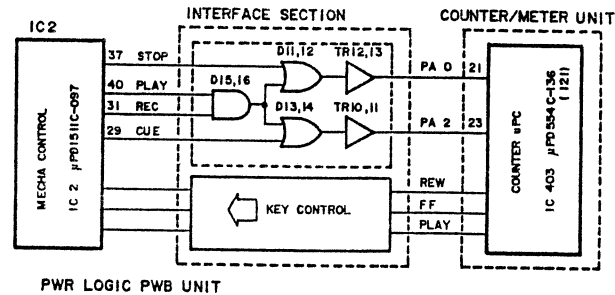 INTERFACE SECTION
COUNTER/METER UNIT
IC2
37 STOP
D11,12 TR12,13
PA 0 21
40 PLAY
D15,16
31 REC
D13,14 TR10,11
PA 2 23
29 CUE
MECHA CONTROL
IC 2 µPD1511C-097
COUNTER uPC
IC 403 µPD554C-136
(121)
KEY CONTROL
REW
FF
PLAY
PWR LOGIC PWB UNIT